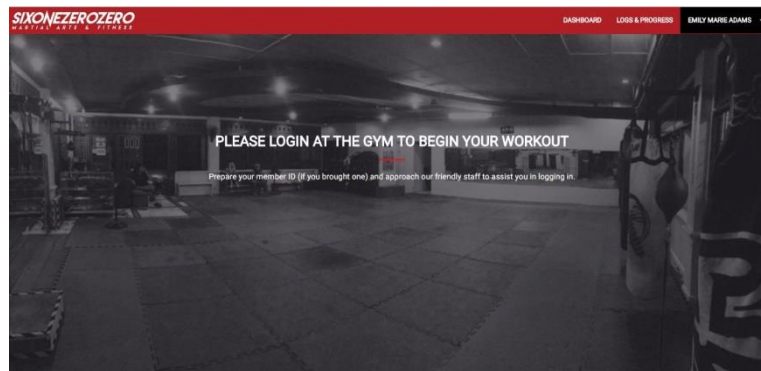 SIXONEZEROZERO
MARTIAL ARTS & FITNESS
DASHBOARD LOGS & PROGRESS EMILY MARIE ADAMS
PLEASE LOGIN AT THE GYM TO BEGIN YOUR WORKOUT
Prepare your member ID (if you brought one) and approach our friendly staff to assist you in logging in.